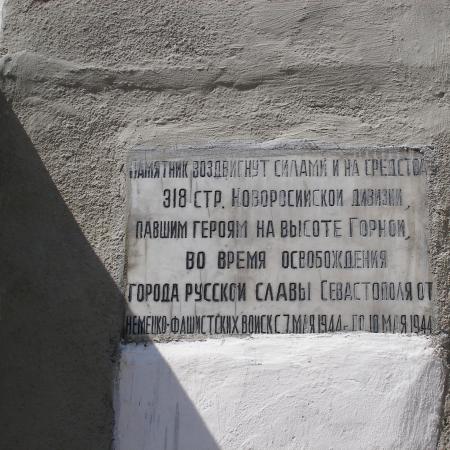 ПАМЯТНИК ВОЗДВИГНУТ СИЛАМИ И НА СРЕДСТВА
318 СТР. НОВОРОСИЙСКОЙ ДИВИЗИИ,
ПАВШИМ ГЕРОЯМ НА ВЫСОТЕ ГОРНОЙ,
ВО ВРЕМЯ ОСВОБОЖДЕНИЯ
ГОРОДА РУССКОЙ СЛАВЫ СЕВАСТОПОЛЯ ОТ
НЕМЕЦКО-ФАШИСТСКИХ ВОЙСК С 7 МАЯ 1944 Г. ПО 10 МАЯ 1944